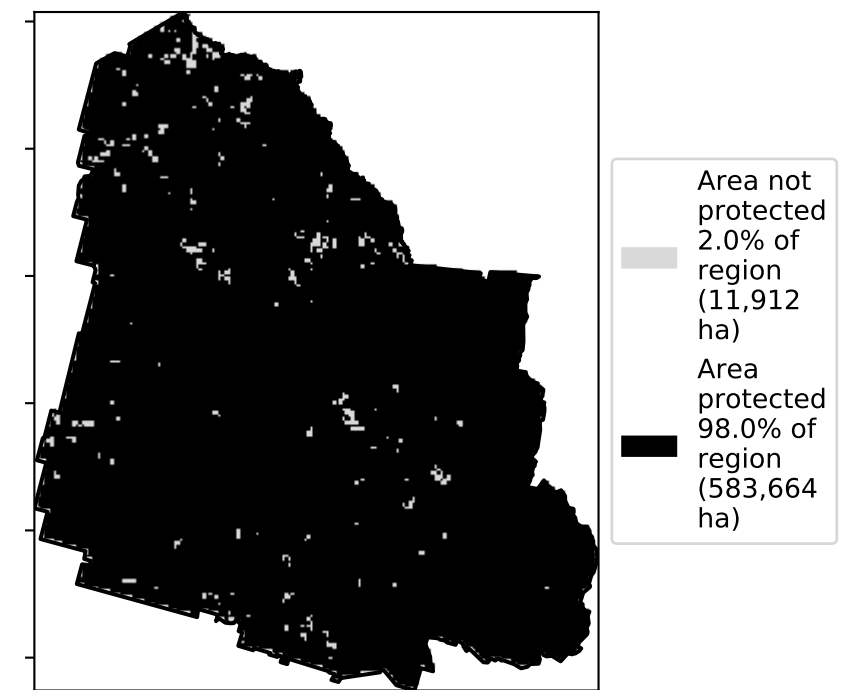 Area not
protected
2.0% of
region
(11,912
ha)
Area
protected
98.0% of
region
(583,664
ha)